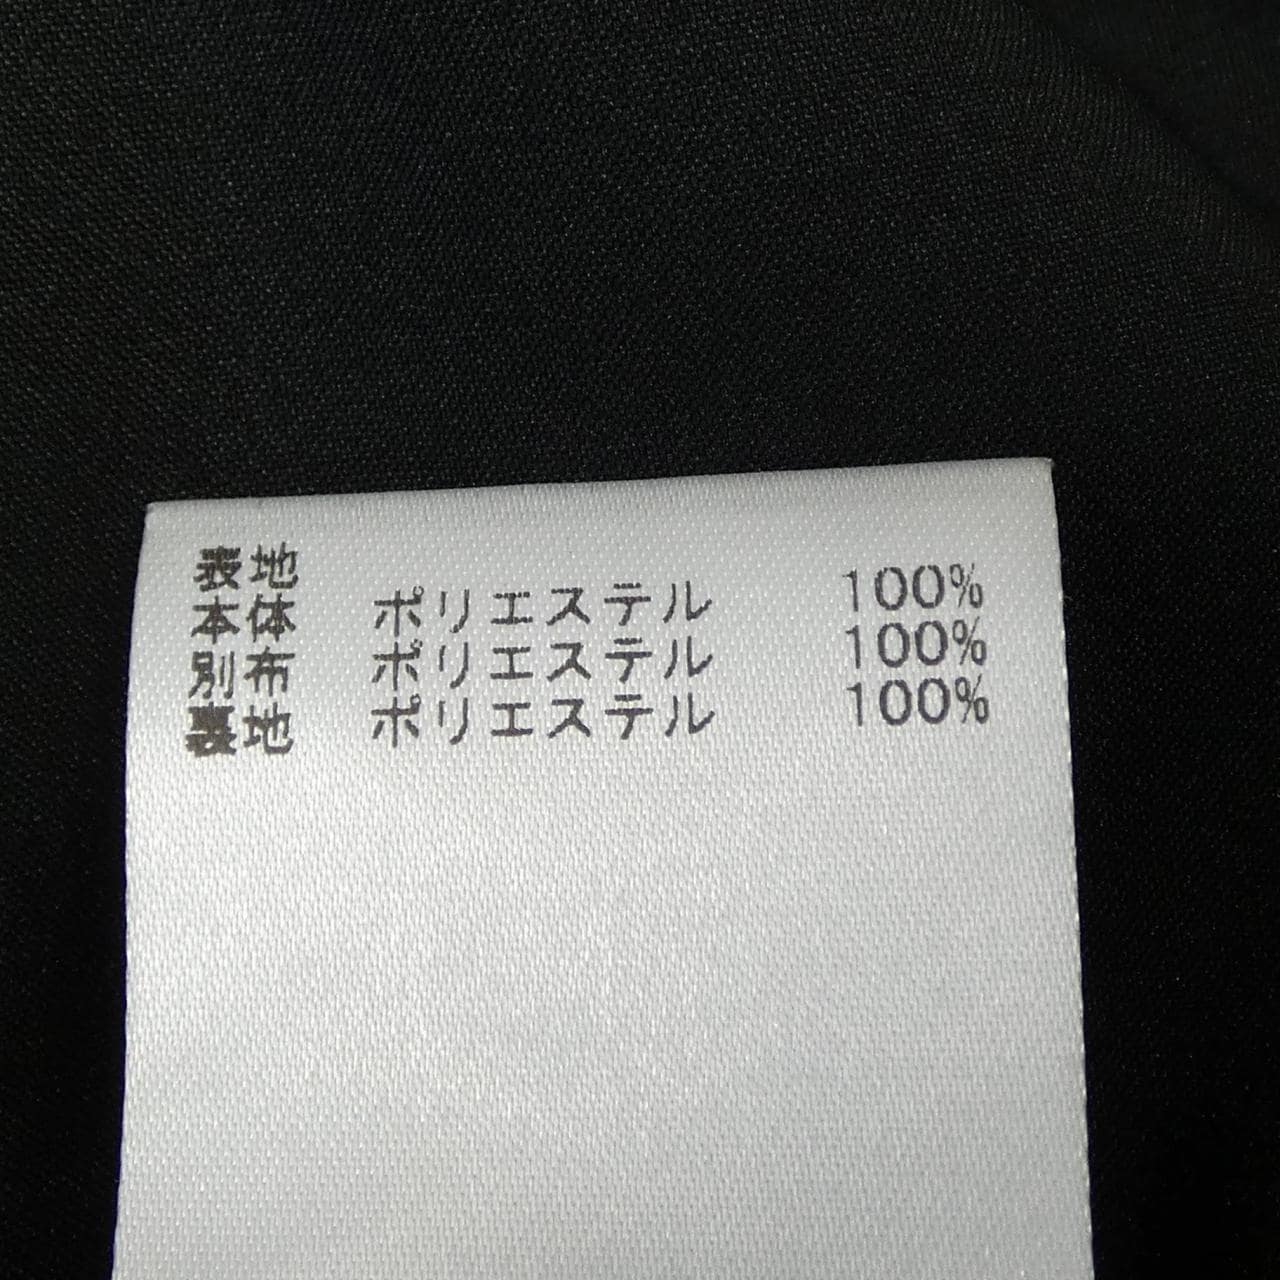 表地
本体 ポリエステル 100%
別布 ポリエステル 100%
裏地 ポリエステル 100%